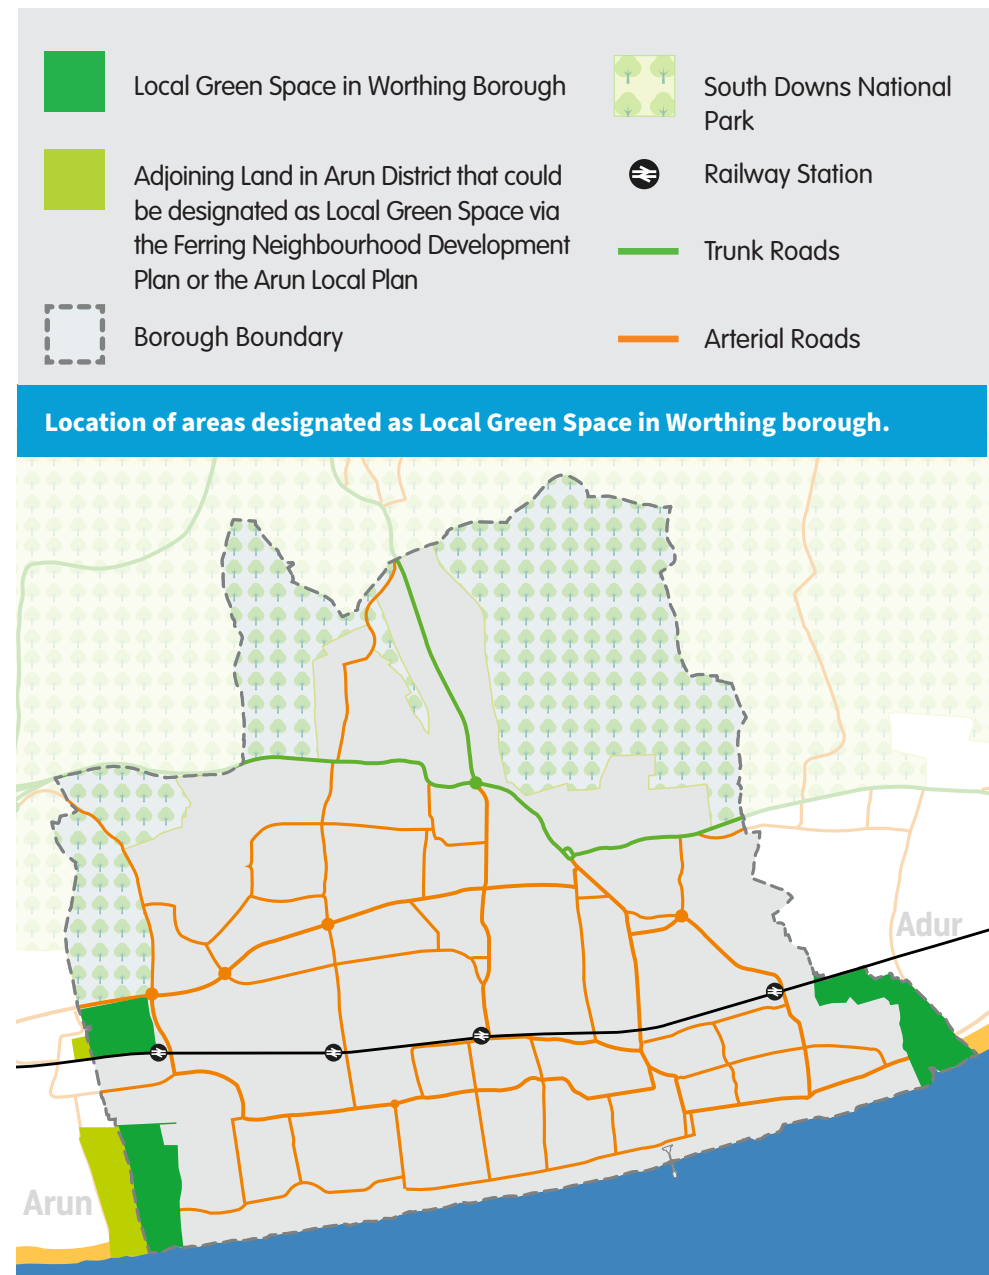 Local Green Space in Worthing Borough
Adjoining Land in Arun District that could
be designated as Local Green Space via
the Ferring Neighbourhood Development
Plan or the Arun Local Plan
Borough Boundary
South Downs National
Park
Railway Station
Trunk Roads
Arterial Roads
Location of areas designated as Local Green Space in Worthing borough.
Adur
Arun